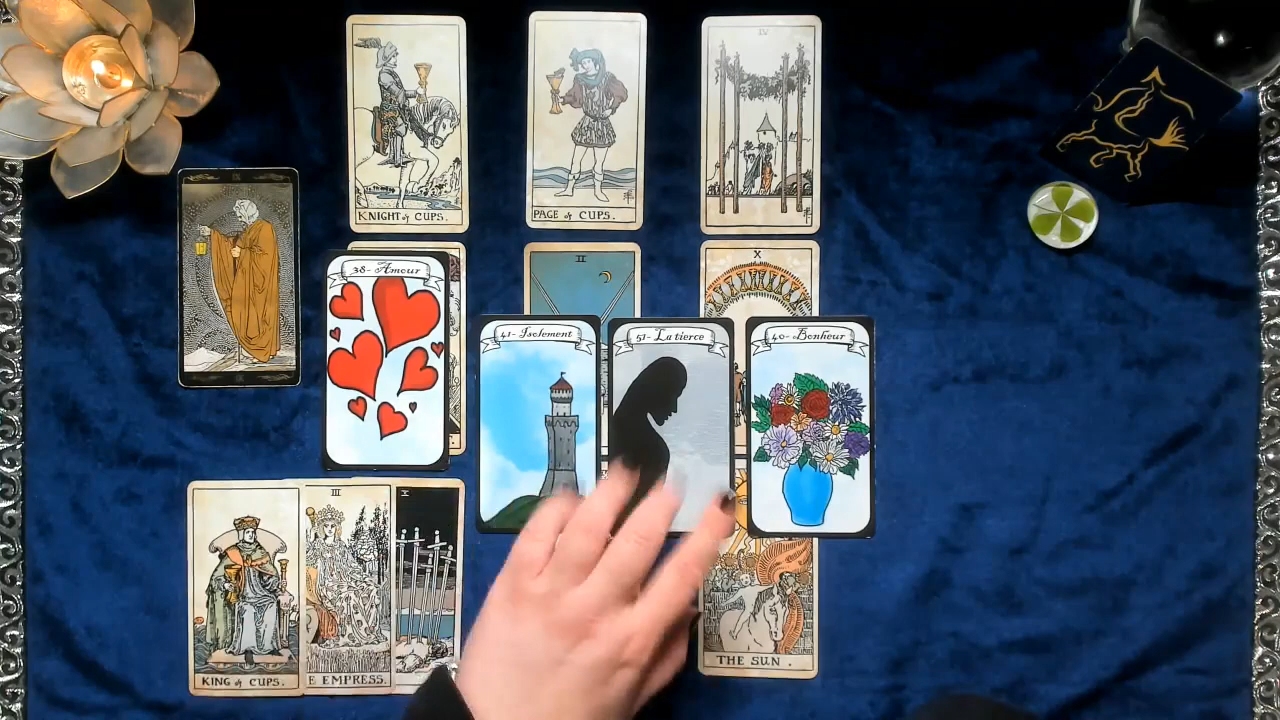 KNIGHT of CUPS.
PAGE of CUPS.
IV
II
X
38- Amour
41- Isolement
51- La tierce
40- Bonheur
III
X
KING of CUPS.
E EMPRESS.
THE SUN.